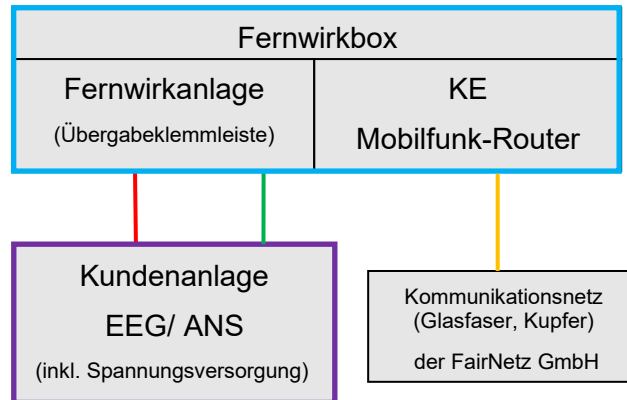 Fernwirkbox
Fernwirkanlage
(Übergabeklemmleiste)
KE
Mobilfunk-Router
Kundenanlage
EEG/ ANS
(inkl. Spannungsversorgung)
Kommunikationsnetz
(Glasfaser, Kupfer)
der FairNetz GmbH